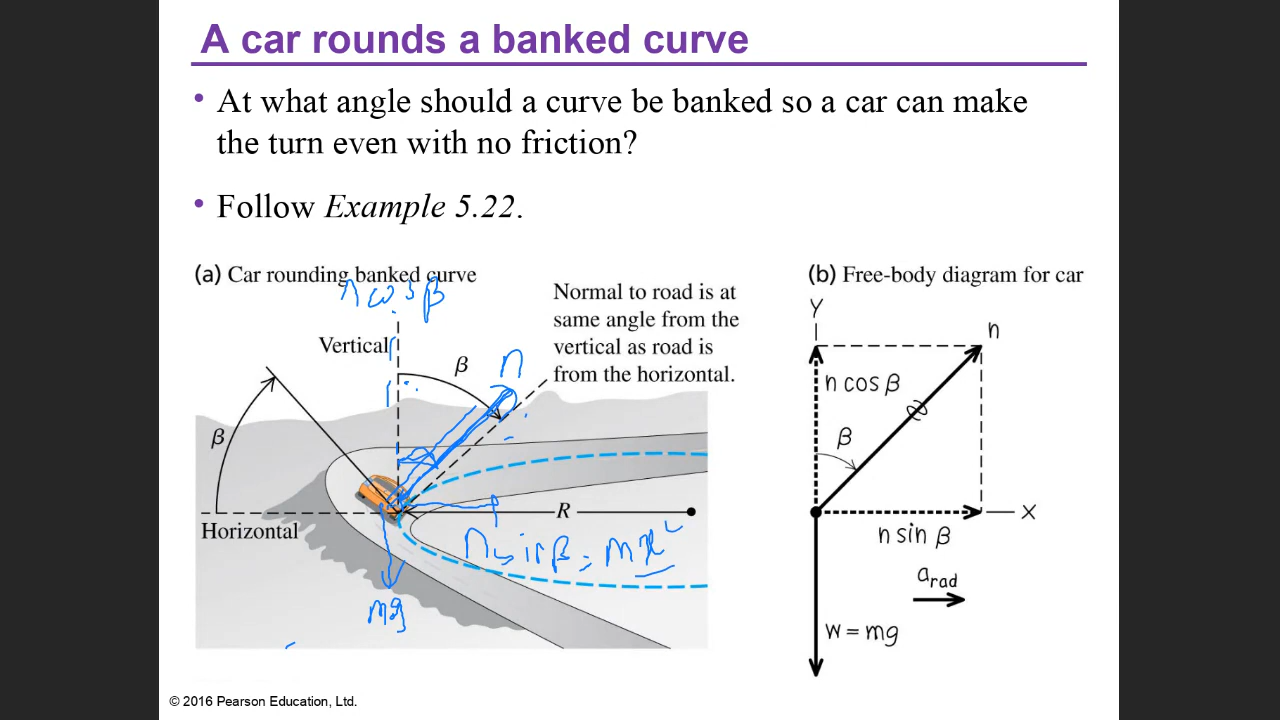 A car rounds a banked curve
• At what angle should a curve be banked so a car can make
the turn even with no friction?
• Follow Example 5.22.
(a) Car rounding banked curve
n cos β
Vertical
β
n
Normal to road is at
same angle from the
vertical as road is
from the horizontal.
β
Horizontal
R
n sin β =
mg
(b) Free-body diagram for car
Y
n
n cos β
β
X
n sin β
a rad
w = mg
© 2016 Pearson Education, Ltd.